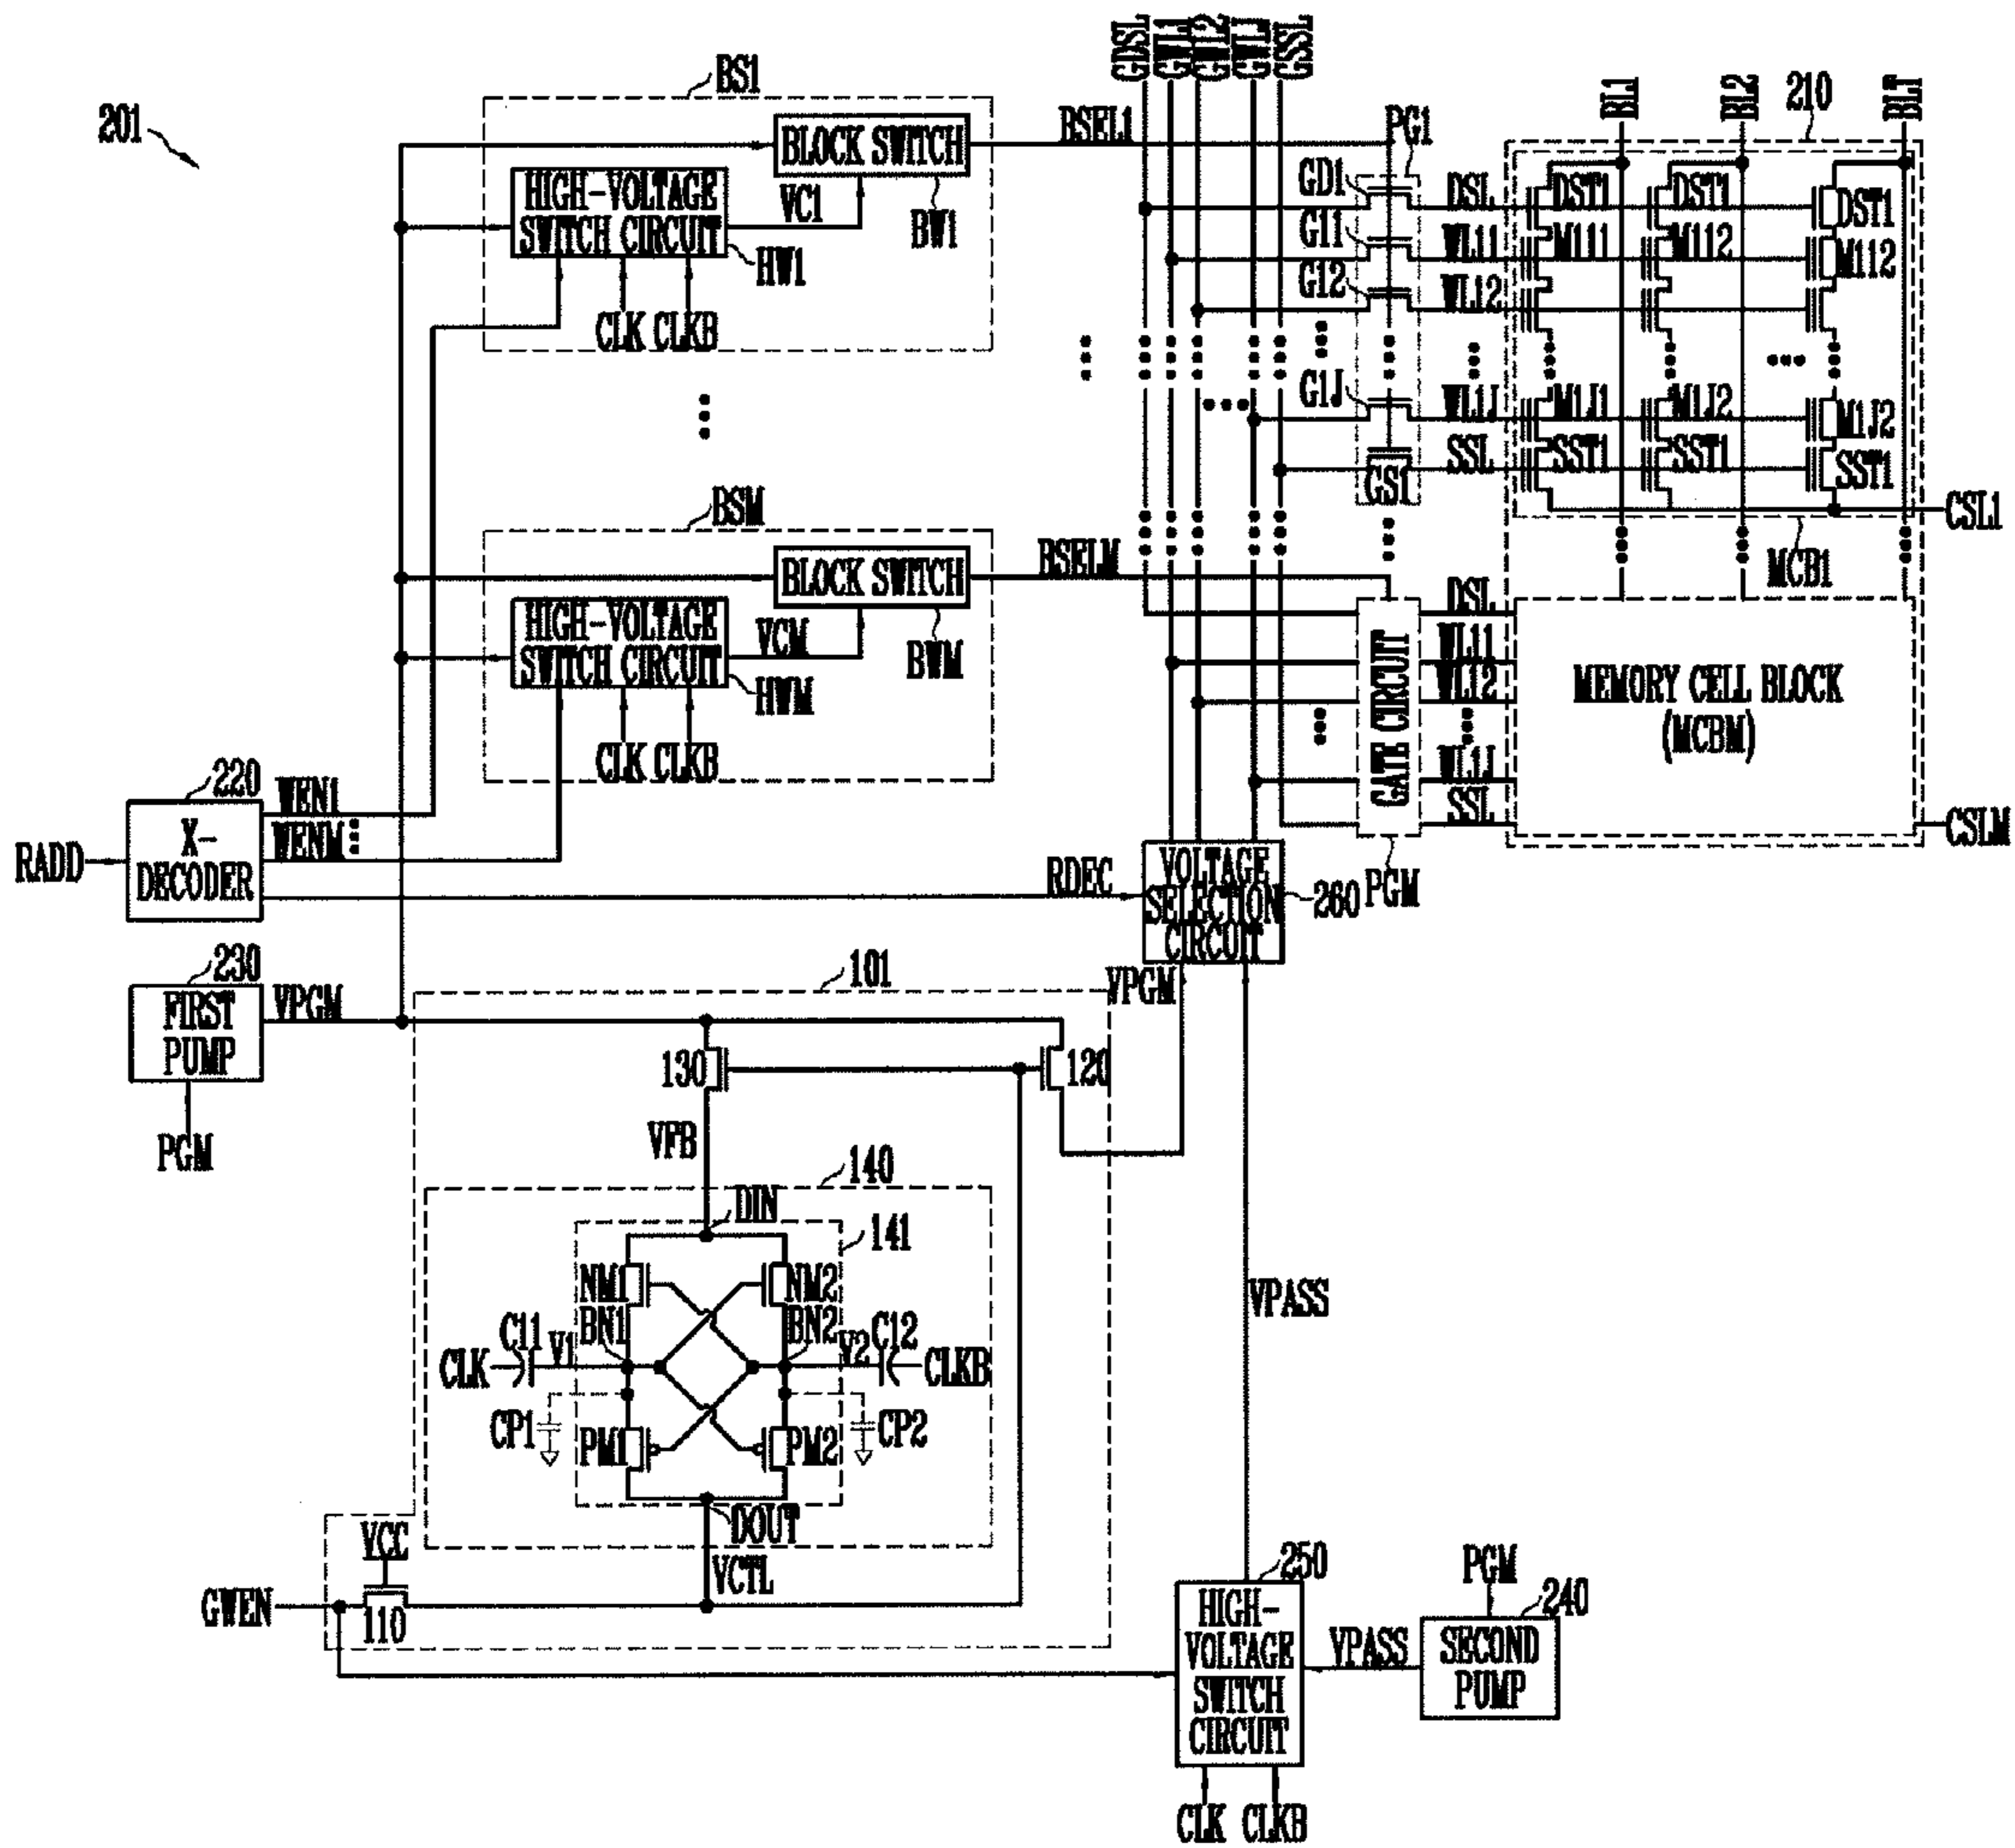 201
BS1
BLOCK SWITCH
HIGH-VOLTAGE
SWITCH CIRCUIT
VC1
BW1
HW1
CLK CLKB
BSEL1
GDSL
GWL1
GWL2
GWLJ
GSSL
PG1
GD1
G11
G12
G1J
GS1
DSL
WL11
WL12
WL1J
SSL
BL1
BL2
BLT
210
DST1
DST1
DST1
M111
M112
M112
M1J1
M1J2
M1J2
SST1
SST1
SST1
CSL1
MCB1
BSM
BLOCK SWITCH
HIGH-VOLTAGE
SWITCH CIRCUIT
VCM
BWM
HWM
CLK CLKB
BSELM
GATE CIRCUIT
PGM
DSL
WL11
WL12
WL1J
SSL
MEMORY CELL BLOCK
(MCBM)
CSLM
220
X-
DECODER
RADD
WEN1
WENM
RDEC
VOLTAGE
SELECTION
CIRCUIT
260
230
FIRST
PUMP
VPGM
PGM
101
VPGM
130
120
VFB
140
DIN
141
NM1
NM2
BN1
BN2
C11
V1
V2
C12
CLK
CLKB
CP1
CP2
PM1
PM2
DOUT
VCTL
VCC
GWEN
110
VPASS
250
HIGH-
VOLTAGE
SWITCH
CIRCUIT
CLK CLKB
VPASS
PGM
240
SECOND
PUMP